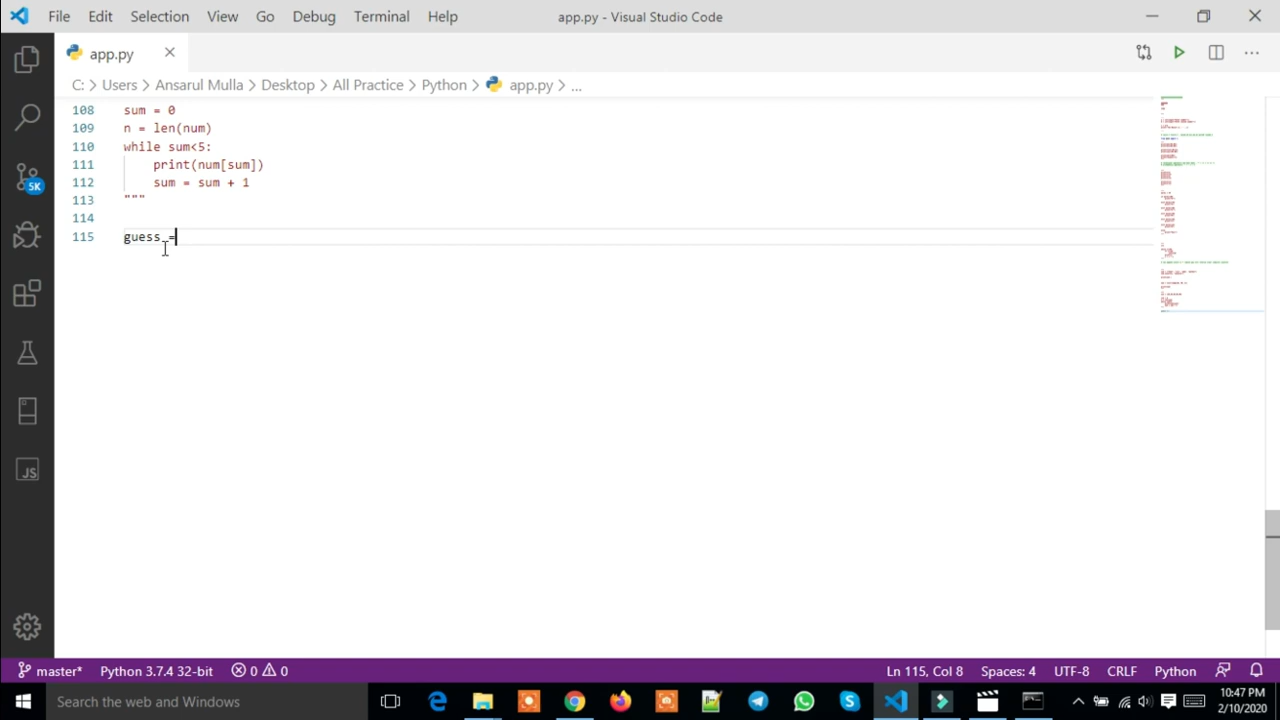 File Edit Selection View Go Debug Terminal Help app.py - Visual Studio Code
app.py
C: > Users > Ansarul Mulla > Desktop > All Practice > Python > app.py > ...
108 sum = 0
109 n = len(num)
110 while sum<5:
111 print(num[sum])
112 sum = sum + 1
113 """
114
115 guess =
5K
JS
master* Python 3.7.4 32-bit 0 0 Ln 115, Col 8 Spaces: 4 UTF-8 CRLF Python
Search the web and Windows
10:47 PM
2/10/2020